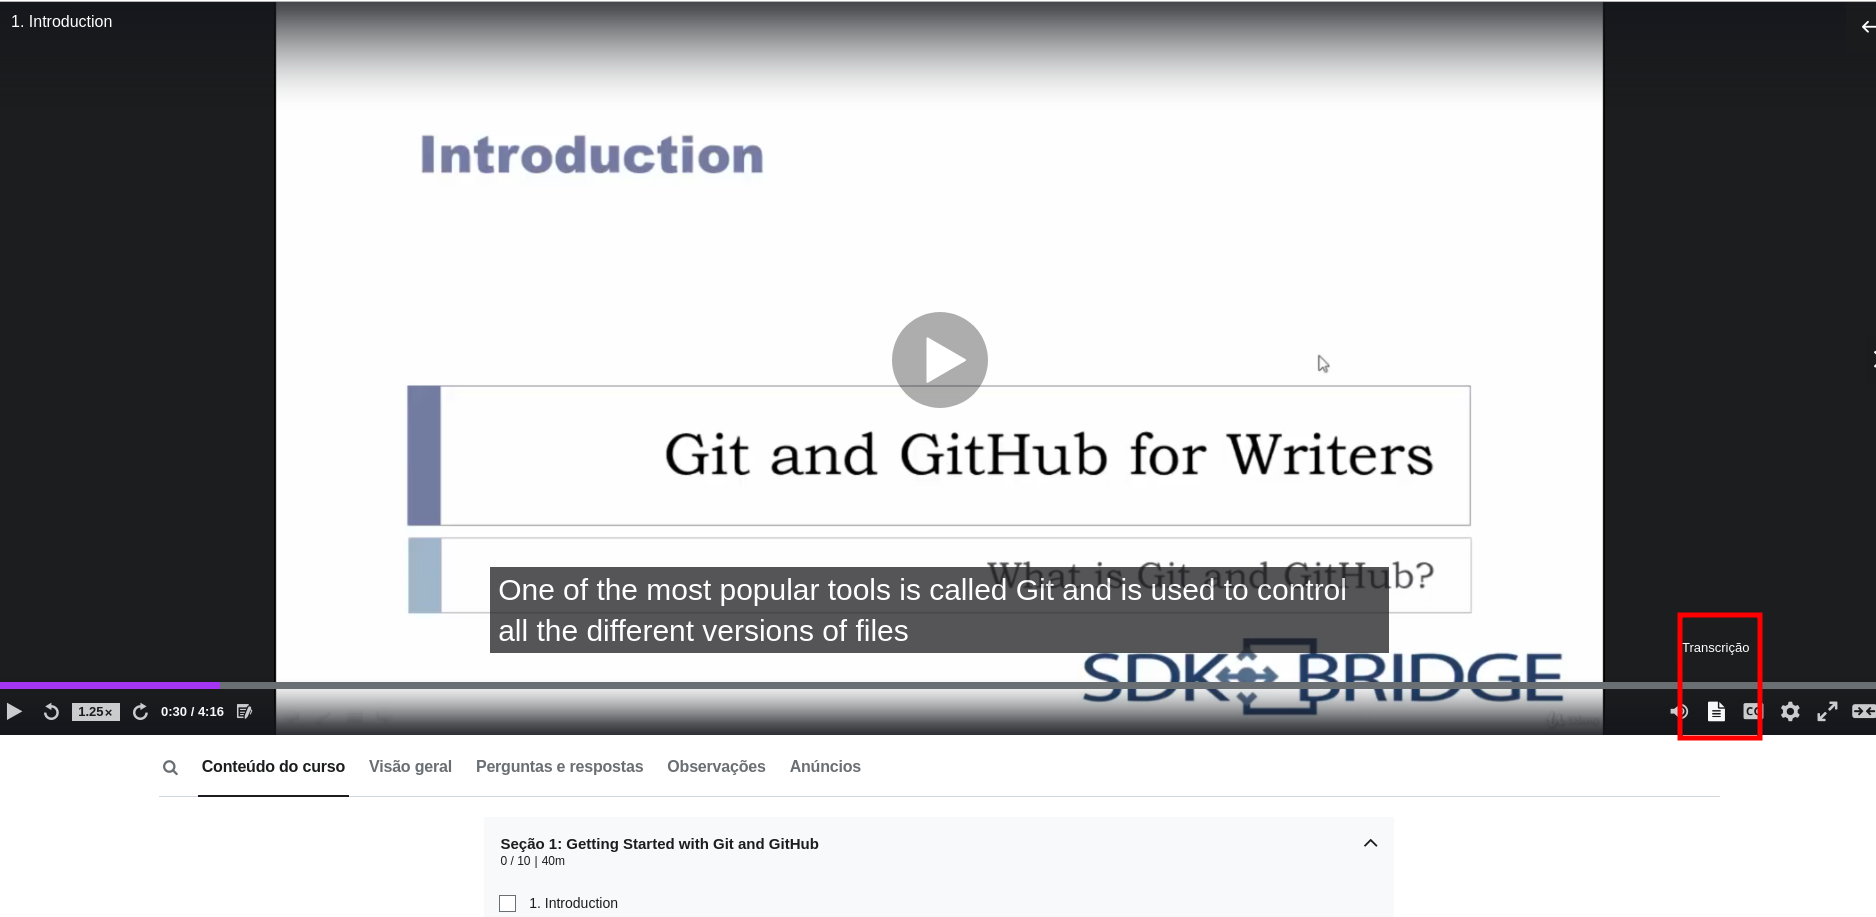 1. Introduction
Introduction
Git and GitHub for Writers
What is Git and GitHub?
One of the most popular tools is called Git and is used to control
all the different versions of files
SDK BRIDGE
Transcrição
1.25×
0:30 / 4:16
CC
Conteúdo do curso
Visão geral
Perguntas e respostas
Observações
Anúncios
Seção 1: Getting Started with Git and GitHub
0 / 10 | 40m
1. Introduction